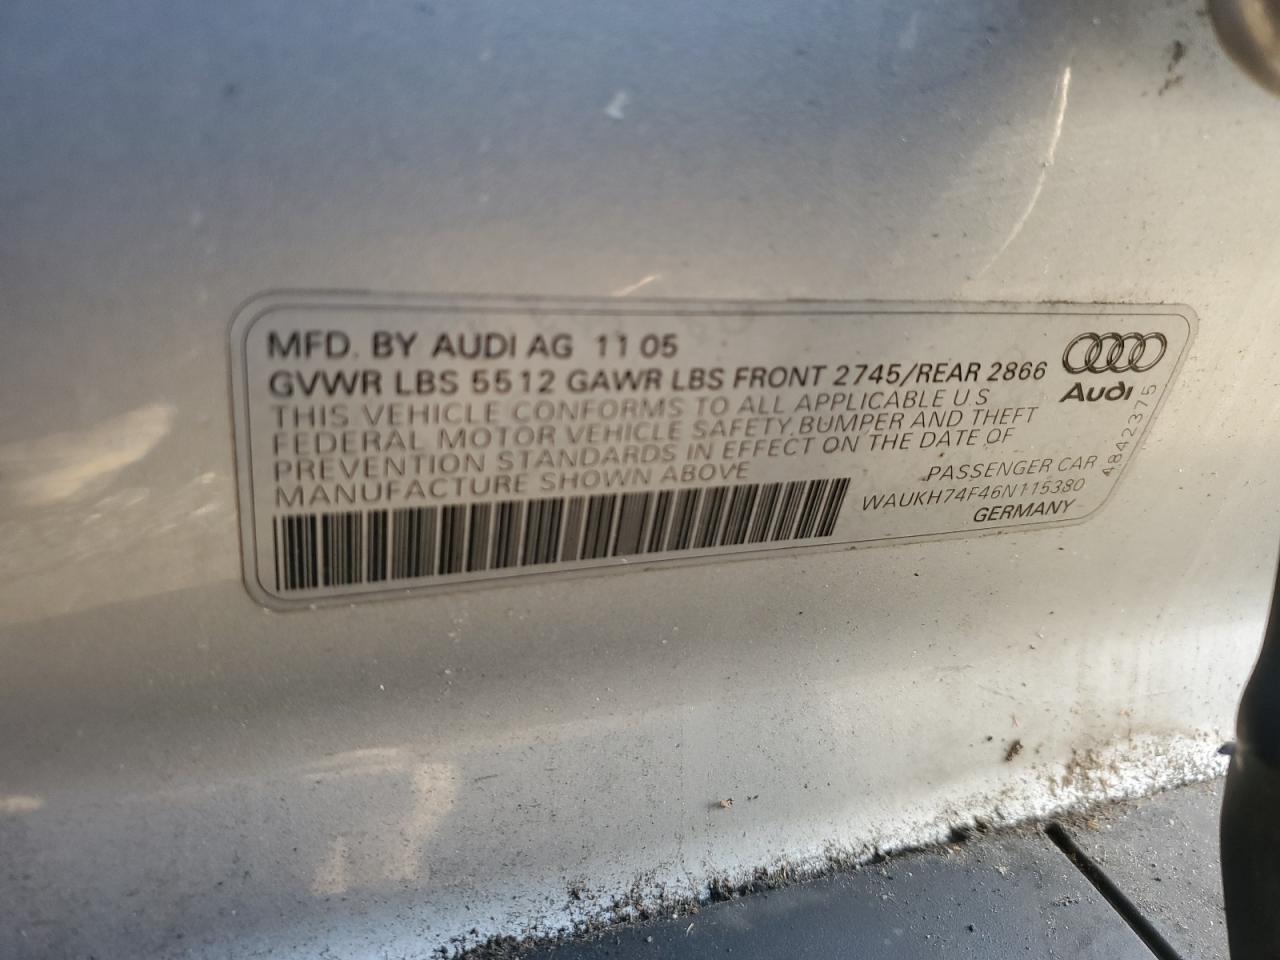 MFD. BY AUDI AG 11 05
GVWR LBS 5512 GAWR LBS FRONT 2745/REAR 2866
THIS VEHICLE CONFORMS TO ALL APPLICABLE U S
FEDERAL MOTOR VEHICLE SAFETY, BUMPER AND THEFT
PREVENTION STANDARDS IN EFFECT ON THE DATE OF
MANUFACTURE SHOWN ABOVE
PASSENGER CAR
WAUKH74F46N115380
GERMANY
Audi
4842375